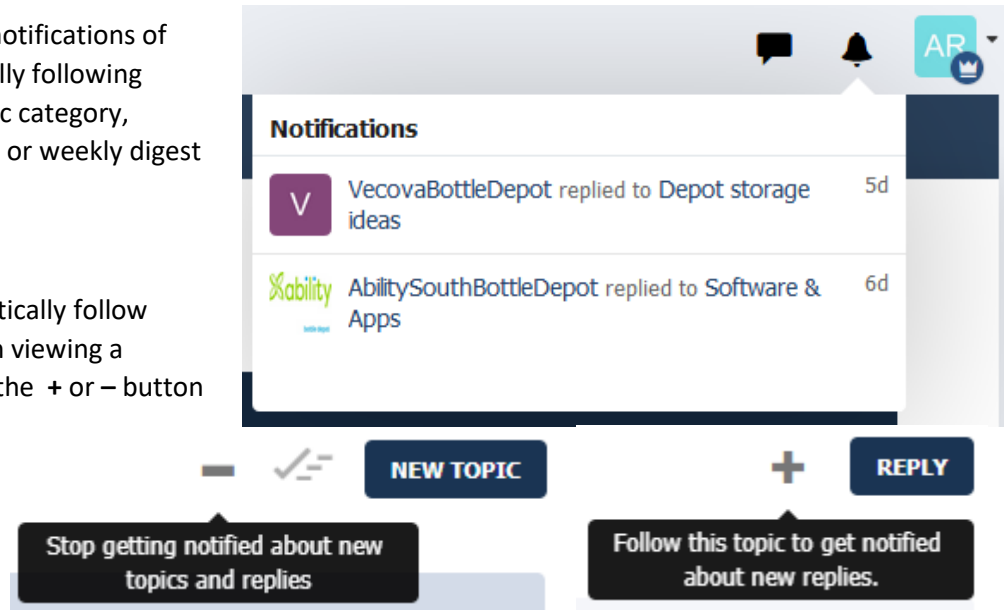 notifications of
lly following
c category,
or weekly digest
tically follow
n viewing a
the + or – button
AR
Notifications
V
VecovaBottleDepot replied to Depot storage ideas
5d
ability
AbilitySouthBottleDepot replied to Software & Apps
6d
NEW TOPIC
Stop getting notified about new
topics and replies
REPLY
Follow this topic to get notified
about new replies.